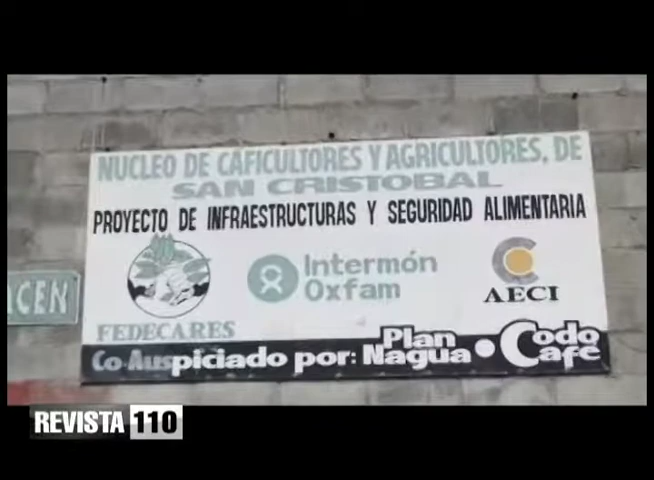 NUCLEO DE CAFICULTORES Y AGRICULTORES, DE
SAN CRISTOBAL
PROYECTO DE INFRAESTRUCTURAS Y SEGURIDAD ALIMENTARIA
Intermón
Oxfam
AECI
FEDECARES
Co-Auspiciado por: Plan Nagua • Codo Cafe
ACEN
REVISTA 110